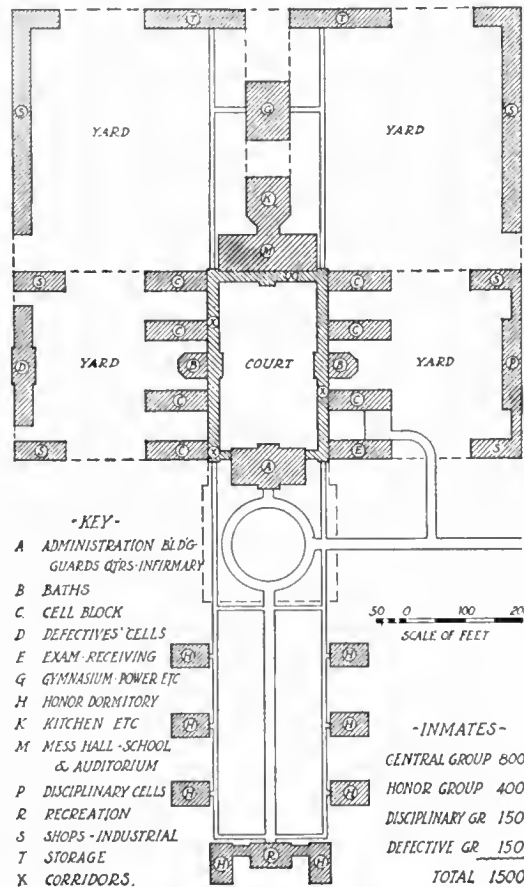 T
T
S
S
G
YARD
YARD
K
M
X
S
C
C
S
C
X
C
D
YARD
B
COURT
B
YARD
P
C
X
C
S
C
X
A
E
S
-KEY-
A ADMINISTRATION BL'D'G
GUARDS QTRS-INFIRMARY
B BATHS
C CELL BLOCK
D DEFECTIVES' CELLS
E EXAM-RECEIVING
G GYMNASIUM-POWER ETC
H HONOR DORMITORY
K KITCHEN ETC
M MESS HALL-SCHOOL
& AUDITORIUM
P DISCIPLINARY CELLS
R RECREATION
S SHOPS-INDUSTRIAL
T STORAGE
X CORRIDORS.
50 0 100 20
SCALE OF FEET
H
H
H
H
H
H
H
R
H
-INMATES-
CENTRAL GROUP 800
HONOR GROUP 400
DISCIPLINARY GR 150
DEFECTIVE GR 150
TOTAL 1500